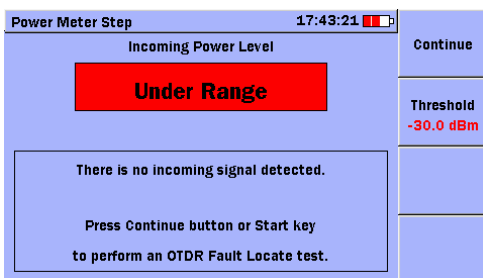 Power Meter Step 17:43:21
Incoming Power Level
Under Range
There is no incoming signal detected.
Press Continue button or Start key
to perform an OTDR Fault Locate test.
Continue
Threshold
-30.0 dBm